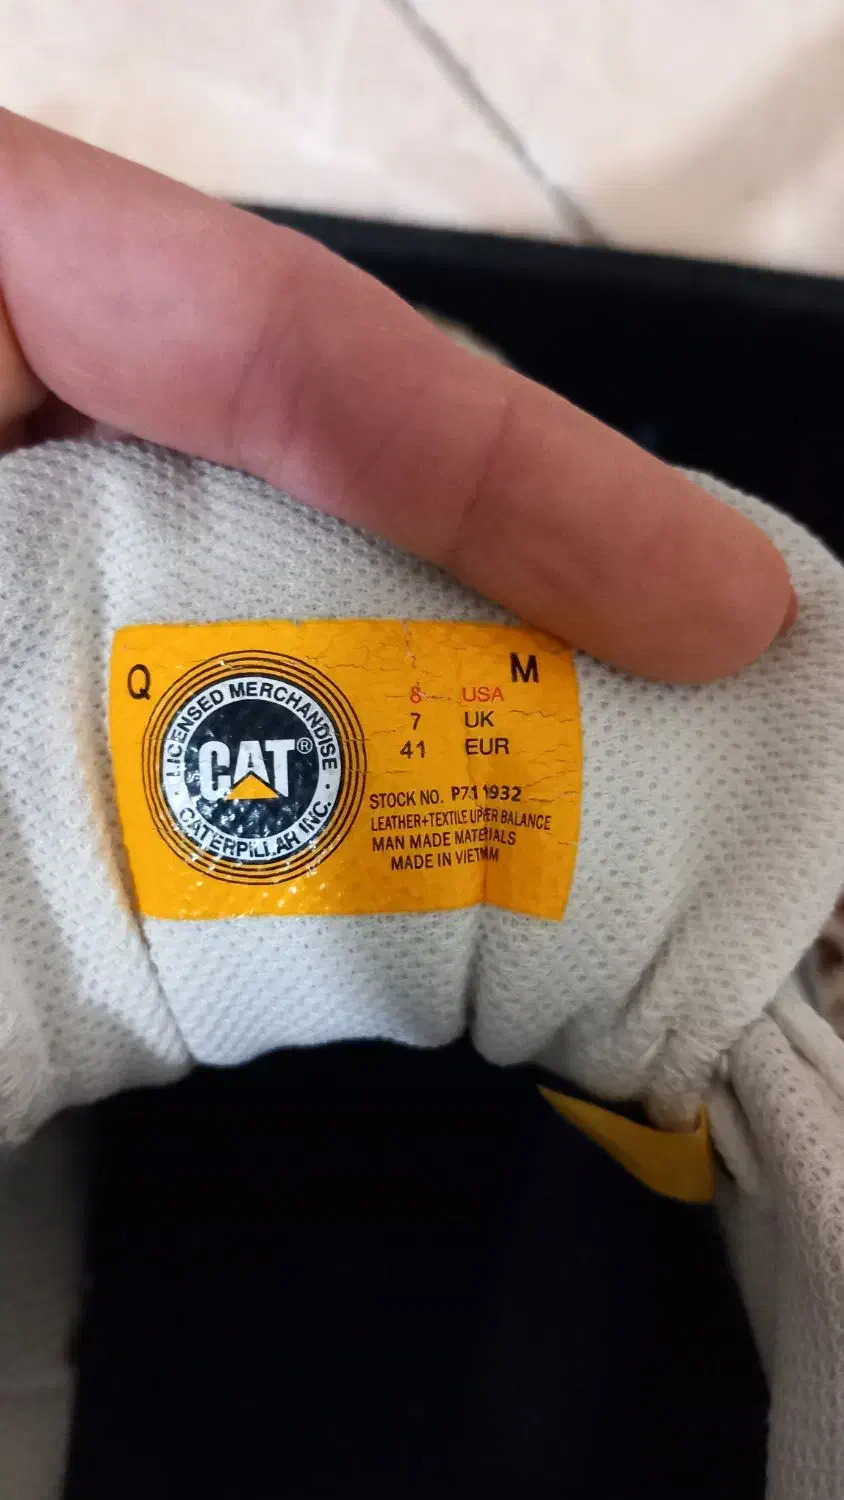 Q
M
LICENSED MERCHANDISE
CAT®
CATERPILLAR INC.
8 USA
7 UK
41 EUR
STOCK NO. P711932
LEATHER+TEXTILE UPPER BALANCE
MAN MADE MATERIALS
MADE IN VIETNAM